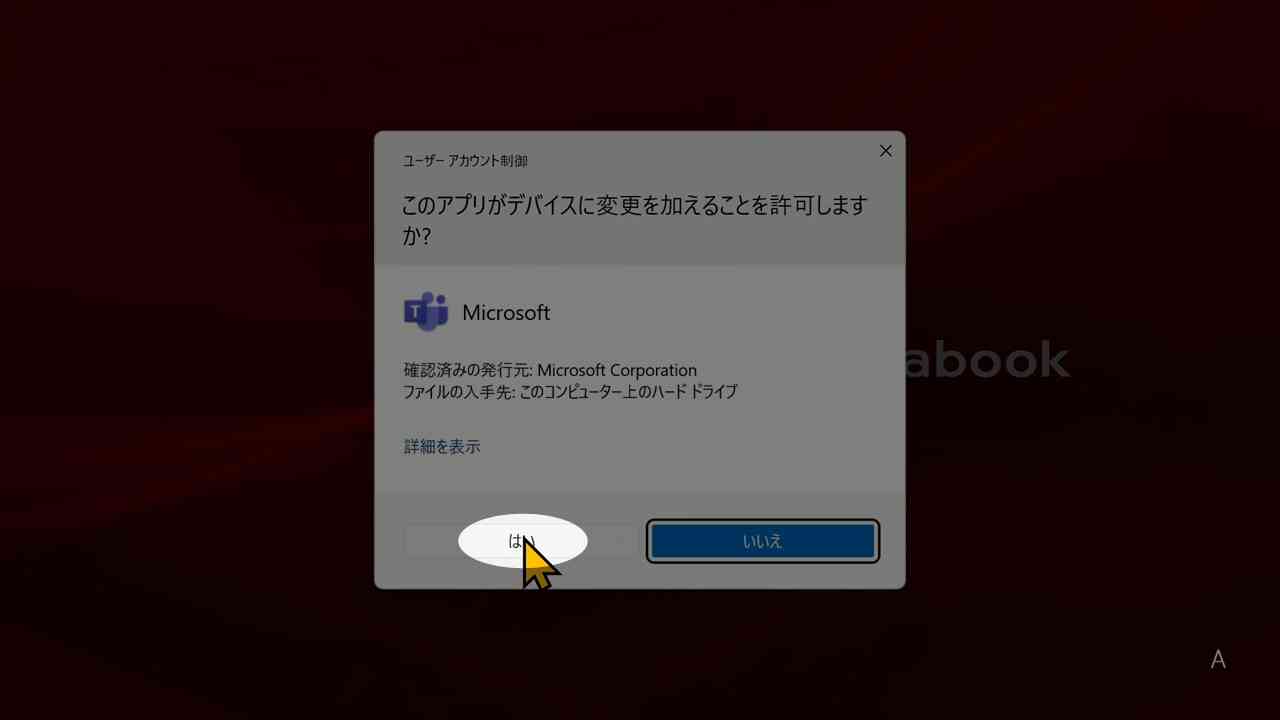 ユーザー アカウント制御
このアプリがデバイスに変更を加えることを許可します
か?
T Microsoft
abook
確認済みの発行元: Microsoft Corporation
ファイルの入手先: このコンピューター上のハード ドライブ
詳細を表示
はい
いいえ
A